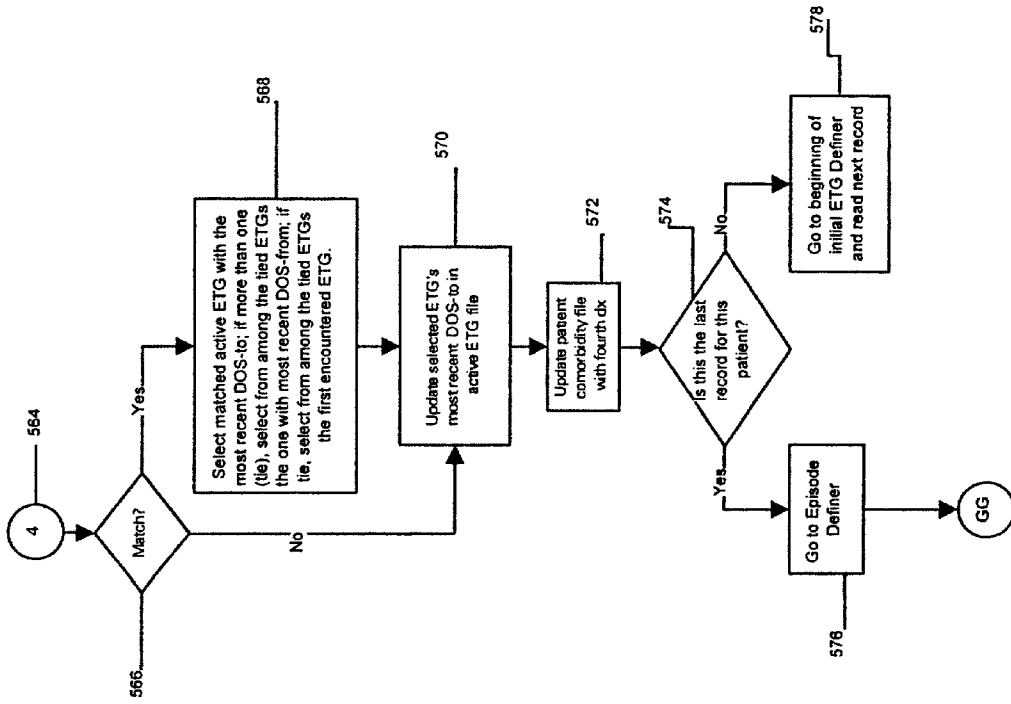 4
564
Match?
566
Yes
No
Select matched active ETG with the
most recent DOS-to; if more than one
(tie), select from among the tied ETGs
the one with most recent DOS-from; if
tie, select from among the tied ETGs
the first encountered ETG.
568
Update selected ETG's
most recent DOS-to in
active ETG file
570
Update patient
comorbidity file
with fourth dx
572
Is this the last
record for this
patient?
574
Yes
No
Go to Episode
Definer
576
Go to beginning of
initial ETG Definer
and read next record
578
GG